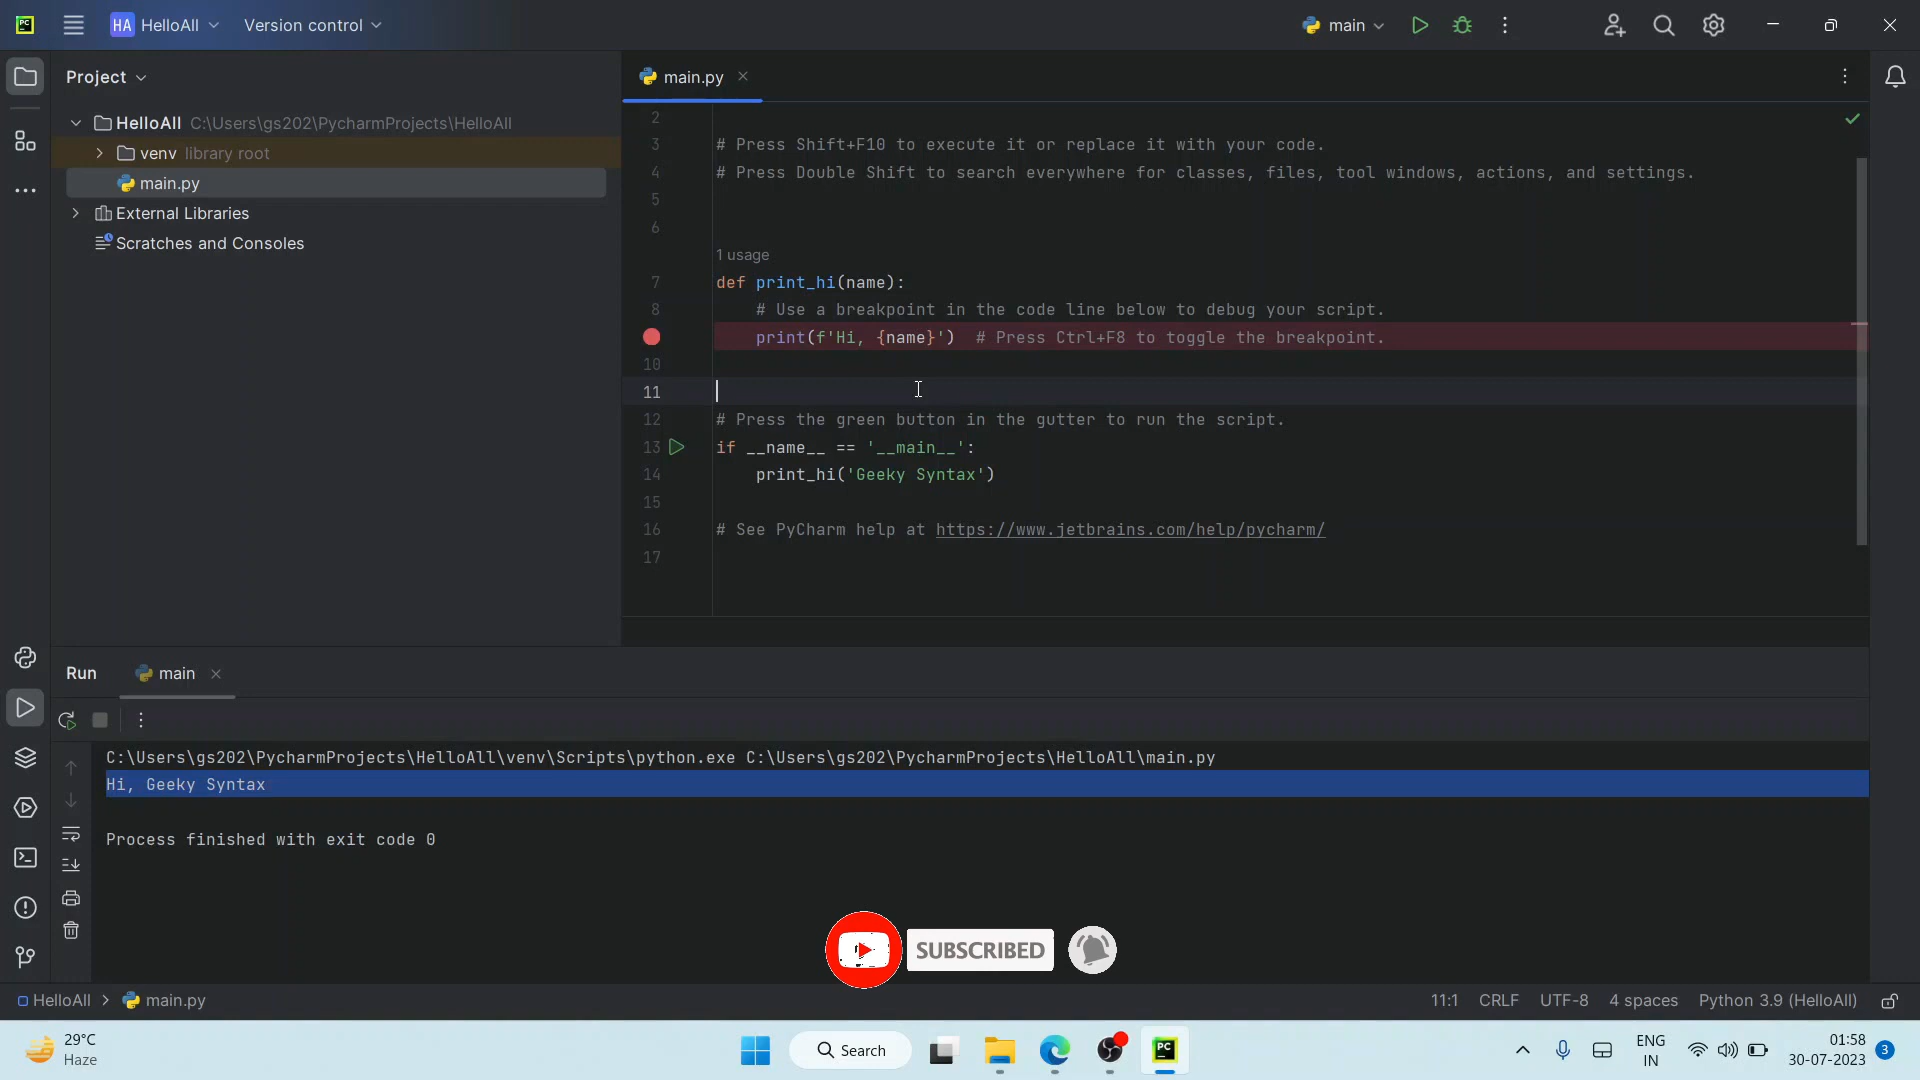 PC HA HelloAll Version control main
Project
main.py
HelloAll C:\Users\gs202\PycharmProjects\HelloAll
venv library root
main.py
External Libraries
Scratches and Consoles
2
3 # Press Shift+F10 to execute it or replace it with your code.
4 # Press Double Shift to search everywhere for classes, files, tool windows, actions, and settings.
5
6
1 usage
7 def print_hi(name):
8 # Use a breakpoint in the code line below to debug your script.
print(f'Hi, {name}') # Press Ctrl+F8 to toggle the breakpoint.
10
11
12 # Press the green button in the gutter to run the script.
13 if __name__ == '__main__':
14 print_hi('Geeky Syntax')
15
16 # See PyCharm help at https://www.jetbrains.com/help/pycharm/
17
Run main
C:\Users\gs202\PycharmProjects\HelloAll\venv\Scripts\python.exe C:\Users\gs202\PycharmProjects\HelloAll\main.py
Hi, Geeky Syntax
Process finished with exit code 0
SUBSCRIBED
HelloAll main.py 11:1 CRLF UTF-8 4 spaces Python 3.9 (HelloAll)
29°C
Haze
Search
PC
ENG
IN
01:58
30-07-2023
3